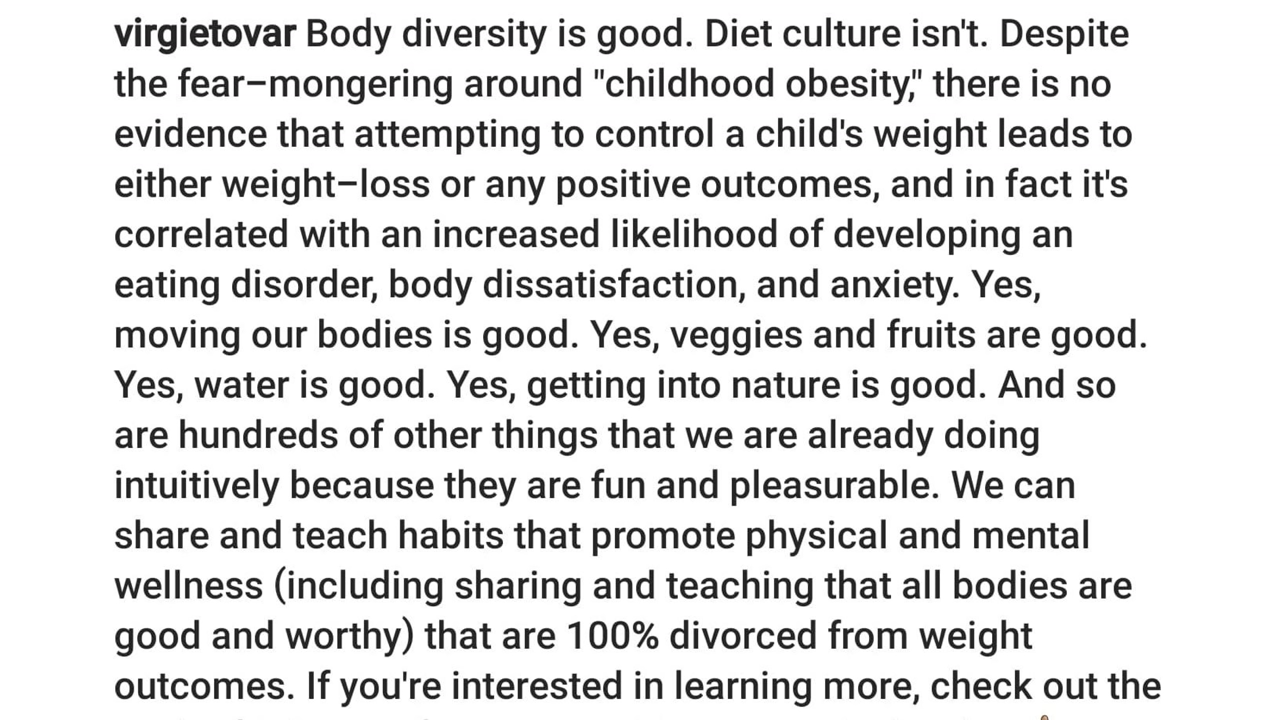 virgietovar Body diversity is good. Diet culture isn't. Despite
the fear–mongering around "childhood obesity," there is no
evidence that attempting to control a child's weight leads to
either weight–loss or any positive outcomes, and in fact it's
correlated with an increased likelihood of developing an
eating disorder, body dissatisfaction, and anxiety. Yes,
moving our bodies is good. Yes, veggies and fruits are good.
Yes, water is good. Yes, getting into nature is good. And so
are hundreds of other things that we are already doing
intuitively because they are fun and pleasurable. We can
share and teach habits that promote physical and mental
wellness (including sharing and teaching that all bodies are
good and worthy) that are 100% divorced from weight
outcomes. If you're interested in learning more, check out the